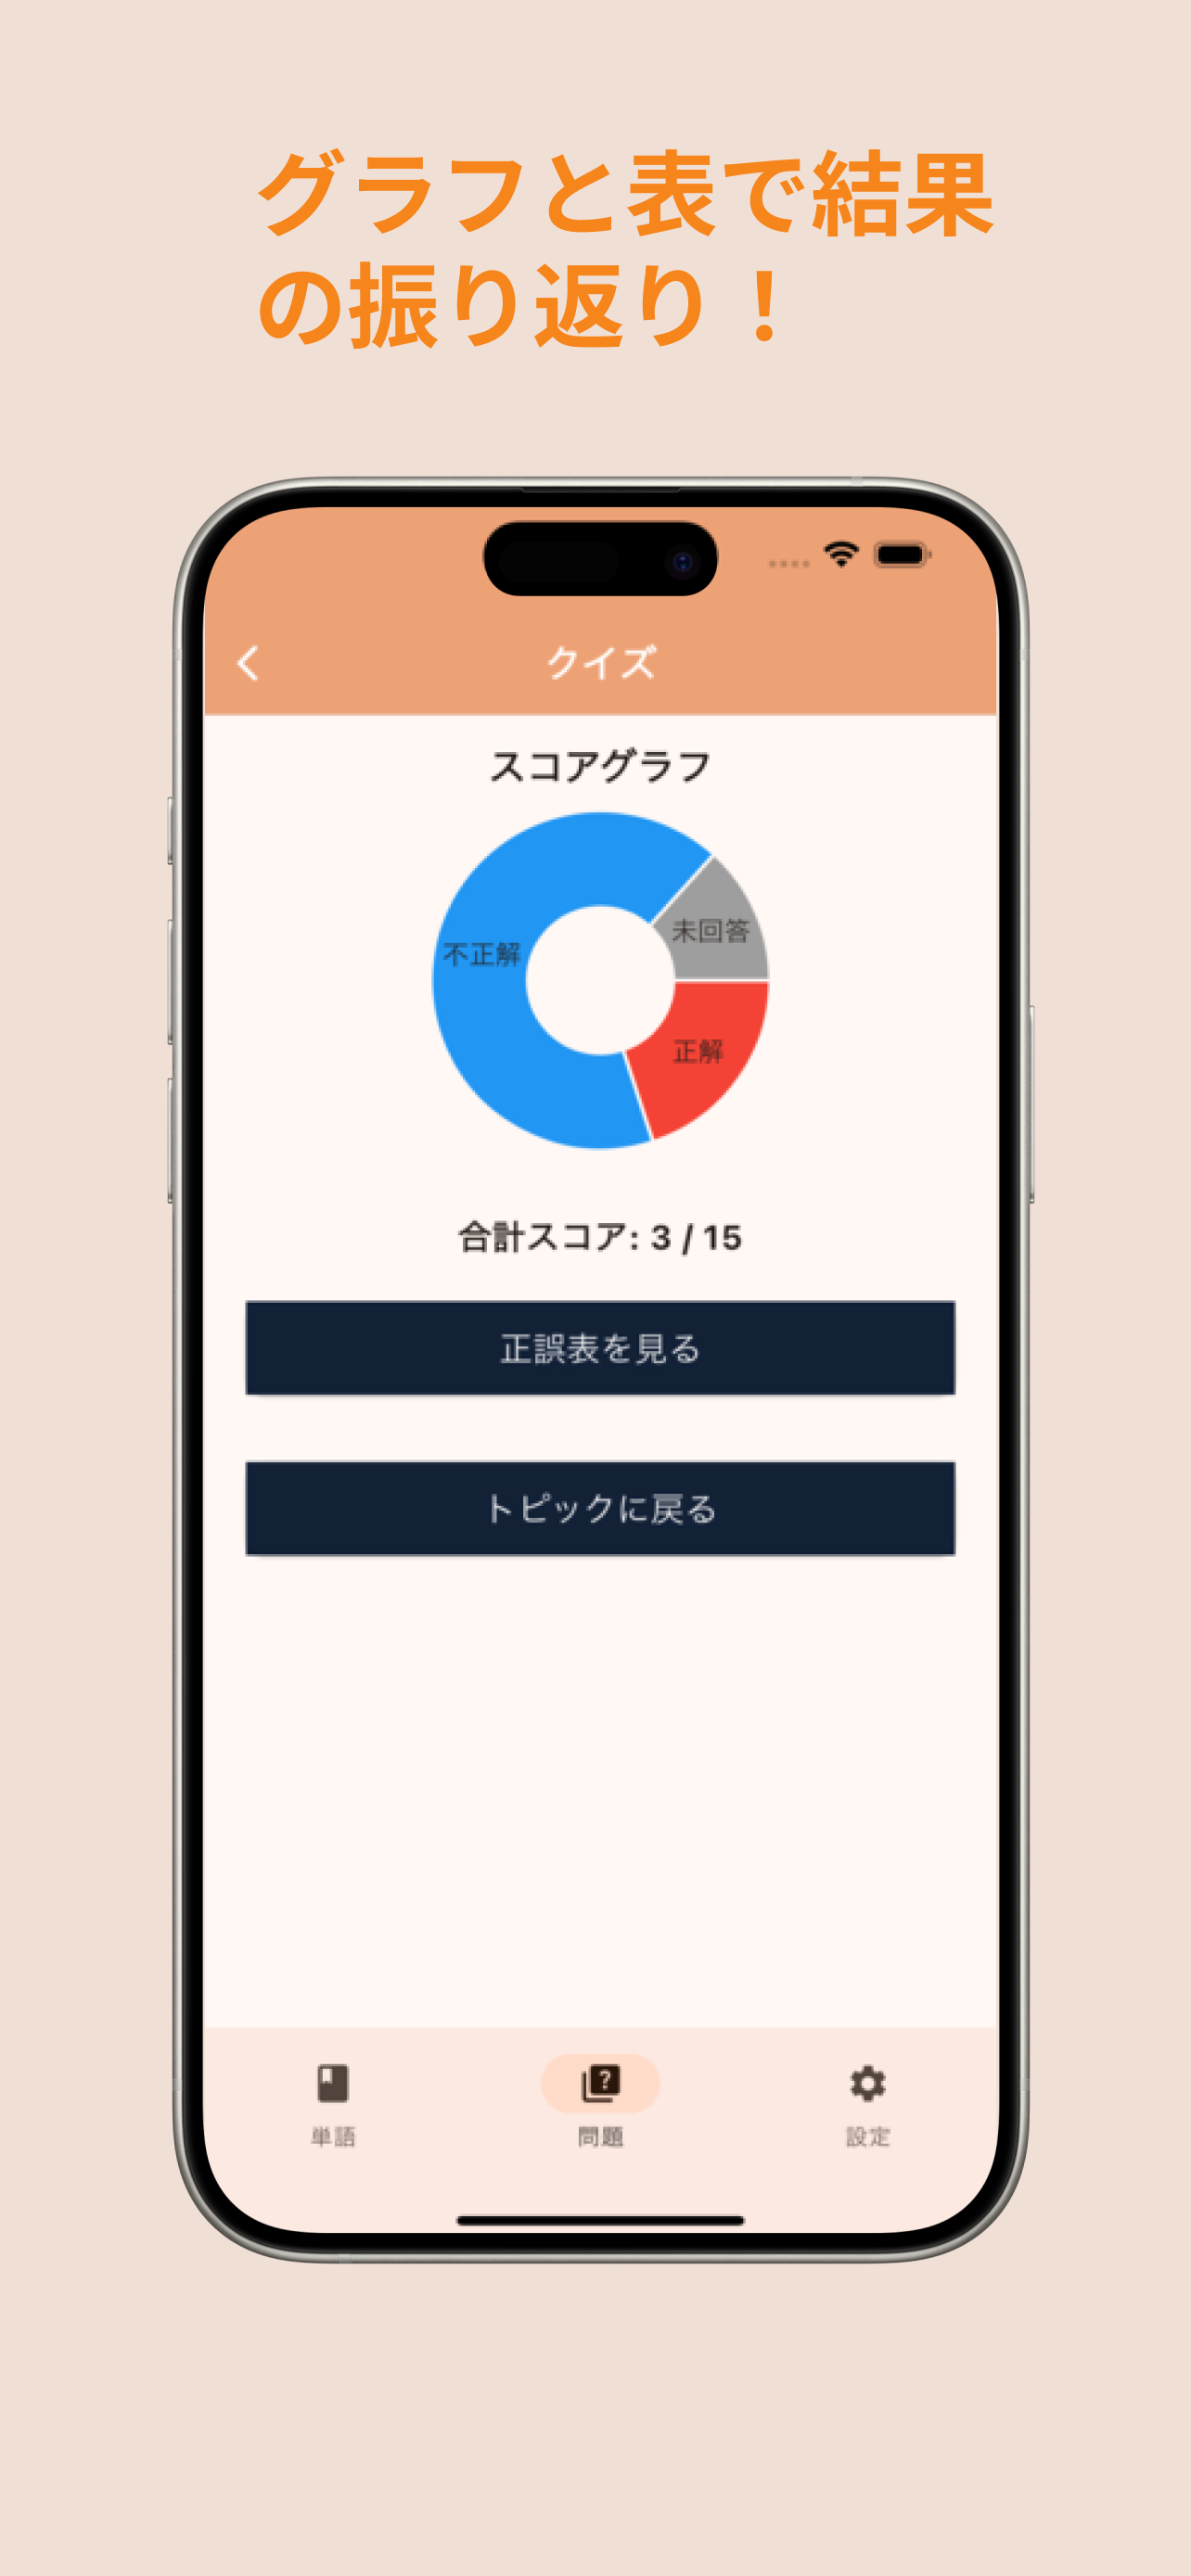 グラフと表で結果
の振り返り！
クイズ
スコアグラフ
未回答
不正解
正解
合計スコア: 3 / 15
正誤表を見る
トピックに戻る
単語
問題
設定